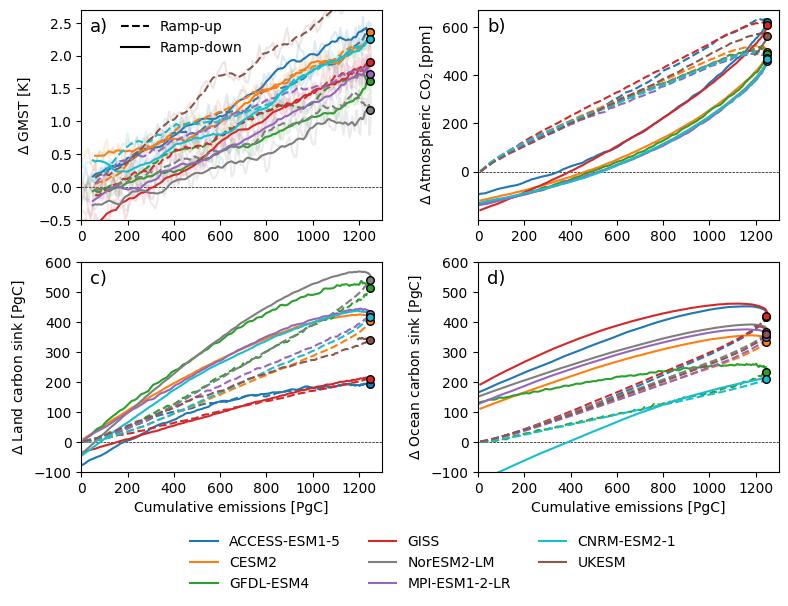 a)
Ramp-up
Ramp-down
Δ GMST [K]
2.5
2.0
1.5
1.0
0.5
0.0
−0.5
0 200 400 600 800 1000 1200
b)
Δ Atmospheric CO₂ [ppm]
600
400
200
0
0 200 400 600 800 1000 1200
c)
Δ Land carbon sink [PgC]
600
500
400
300
200
100
0
−100
0 200 400 600 800 1000 1200
Cumulative emissions [PgC]
d)
Δ Ocean carbon sink [PgC]
600
500
400
300
200
100
0
−100
0 200 400 600 800 1000 1200
Cumulative emissions [PgC]
ACCESS-ESM1-5
CESM2
GFDL-ESM4
GISS
NorESM2-LM
MPI-ESM1-2-LR
CNRM-ESM2-1
UKESM